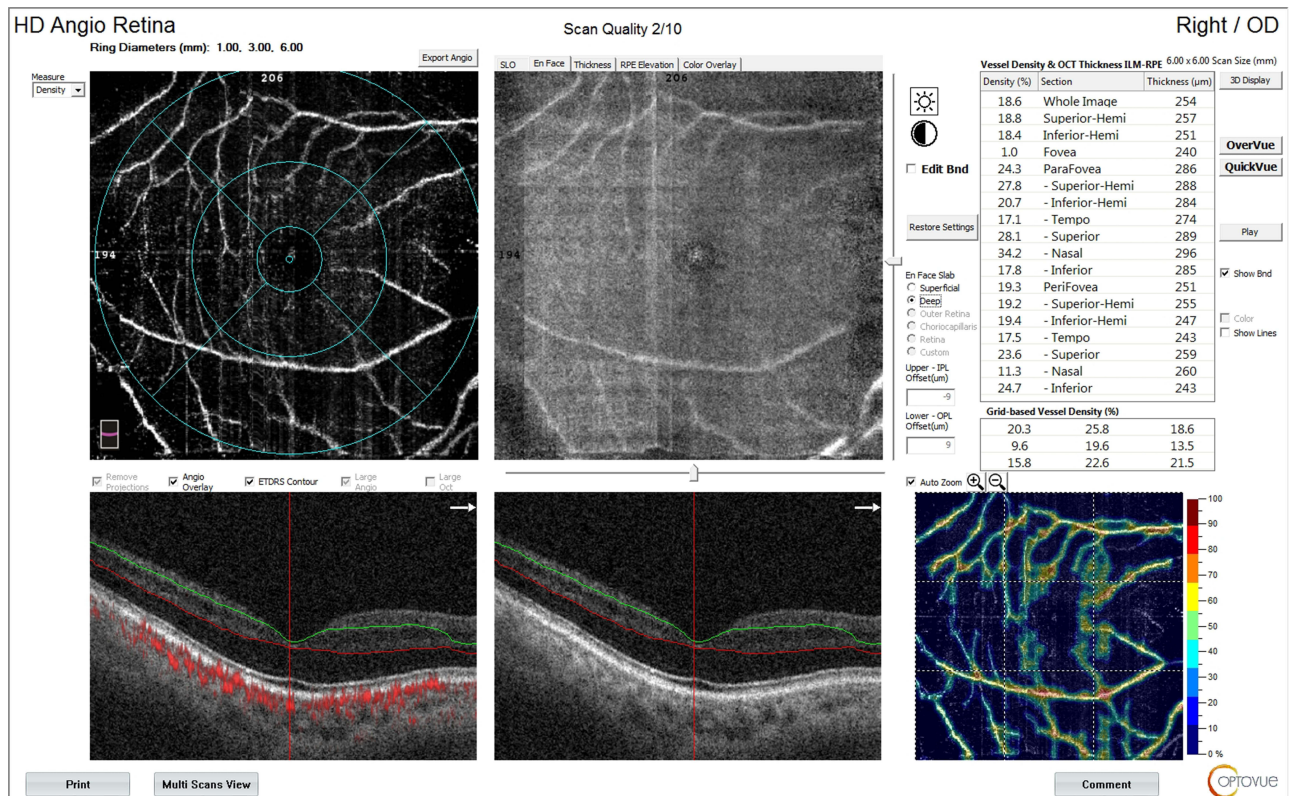 HD Angio Retina
Scan Quality 2/10
Right / OD
Ring Diameters (mm): 1.00, 3.00, 6.00
Export Angio
Measure
Density
206
194
SLO En Face Thickness RPE Elevation Color Overlay
206
194
Edit Bnd
Restore Settings
En Face Slab
Superficial
Deep
Outer Retina
Choriocapillaris
Retina
Custom
Upper - IPL
Offset(um)
-9
Lower - OPL
Offset(um)
9
Vessel Density & OCT Thickness ILM-RPE 6.00 x 6.00 Scan Size (mm)
Density (%) Section Thickness (µm)
18.6 Whole Image 254
18.8 Superior-Hemi 257
18.4 Inferior-Hemi 251
1.0 Fovea 240
24.3 ParaFovea 286
27.8 - Superior-Hemi 288
20.7 - Inferior-Hemi 284
17.1 - Tempo 274
28.1 - Superior 289
34.2 - Nasal 296
17.8 - Inferior 285
19.3 PeriFovea 251
19.2 - Superior-Hemi 255
19.4 - Inferior-Hemi 247
17.5 - Tempo 243
23.6 - Superior 259
11.3 - Nasal 260
24.7 - Inferior 243
3D Display
OverVue
QuickVue
Play
Show Bnd
Color
Show Lines
Grid-based Vessel Density (%)
20.3 25.8 18.6
9.6 19.6 13.5
15.8 22.6 21.5
Remove
Projections
Angio
Overlay
ETDRS Contour
Large
Angio
Large
Oct
Auto Zoom
100
90
80
70
60
50
40
30
20
10
0 %
Print
Multi Scans View
Comment
OPTOVUE